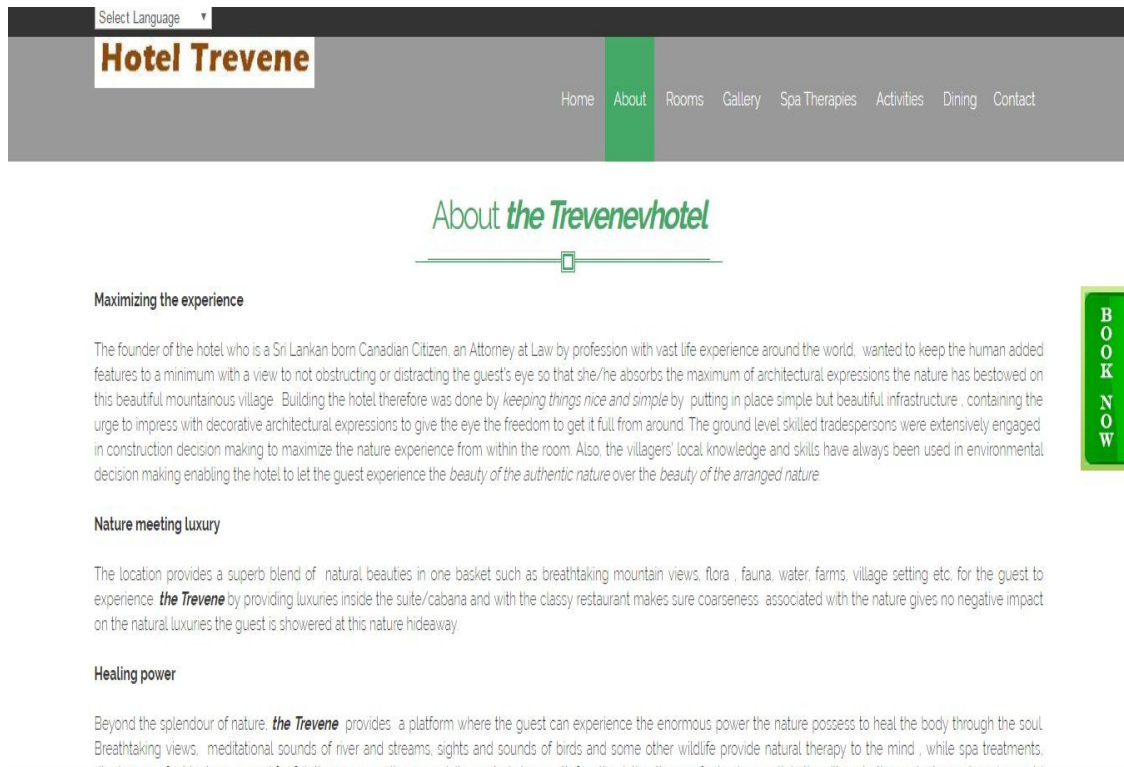 Select Language ▼
Hotel Trevene
Home About Rooms Gallery Spa Therapies Activities Dining Contact
About the Trevenevhotel
Maximizing the experience
The founder of the hotel who is a Sri Lankan born Canadian Citizen, an Attorney at Law by profession with vast life experience around the world, wanted to keep the human added
features to a minimum with a view to not obstructing or distracting the guest's eye so that she/he absorbs the maximum of architectural expressions the nature has bestowed on
this beautiful mountainous village. Building the hotel therefore was done by keeping things nice and simple by putting in place simple but beautiful infrastructure , containing the
urge to impress with decorative architectural expressions to give the eye the freedom to get it full from around. The ground level skilled tradespersons were extensively engaged
in construction decision making to maximize the nature experience from within the room. Also, the villagers' local knowledge and skills have always been used in environmental
decision making enabling the hotel to let the guest experience the beauty of the authentic nature over the beauty of the arranged nature.
BOOK NOW
Nature meeting luxury
The location provides a superb blend of natural beauties in one basket such as breathtaking mountain views, flora , fauna, water, farms, village setting etc, for the guest to
experience. the Trevene by providing luxuries inside the suite/cabana and with the classy restaurant makes sure coarseness associated with the nature gives no negative impact
on the natural luxuries the guest is showered at this nature hideaway.
Healing power
Beyond the splendour of nature, the Trevene provides a platform where the guest can experience the enormous power the nature possess to heal the body through the soul.
Breathtaking views, meditational sounds of river and streams, sights and sounds of birds and some other wildlife provide natural therapy to the mind , while spa treatments,